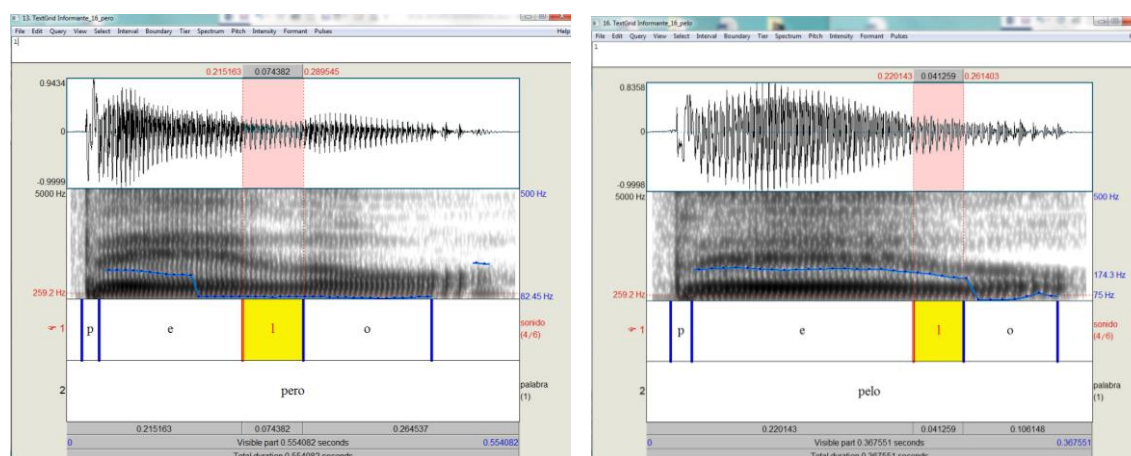 13. TextGrid Informante_16_pero
File Edit Query View Select Interval Boundary Tier Spectrum Pitch Intensity Formant Pulses Help
1
0.215163 0.074382 0.289545
0.9434
0
-0.9999
5000 Hz 500 Hz
259.2 Hz 82.45 Hz
1 p e l o sonido
(4/6)
2 pero palabra
(1)
0.215163 0.074382 0.264537
0 Visible part 0.554082 seconds 0.554082
Total duration 0.554082 seconds
16. TextGrid Informante_16_pelo
File Edit Query View Select Interval Boundary Tier Spectrum Pitch Intensity Formant Pulses
1
0.220143 0.041259 0.261403
0.8358
0
-0.9998
5000 Hz 500 Hz
174.3 Hz
259.2 Hz 75 Hz
1 p e l o sonido
(4/6)
2 pelo palabra
(1)
0.220143 0.041259 0.106148
0 Visible part 0.367551 seconds 0.367551
Total duration 0.367551 seconds